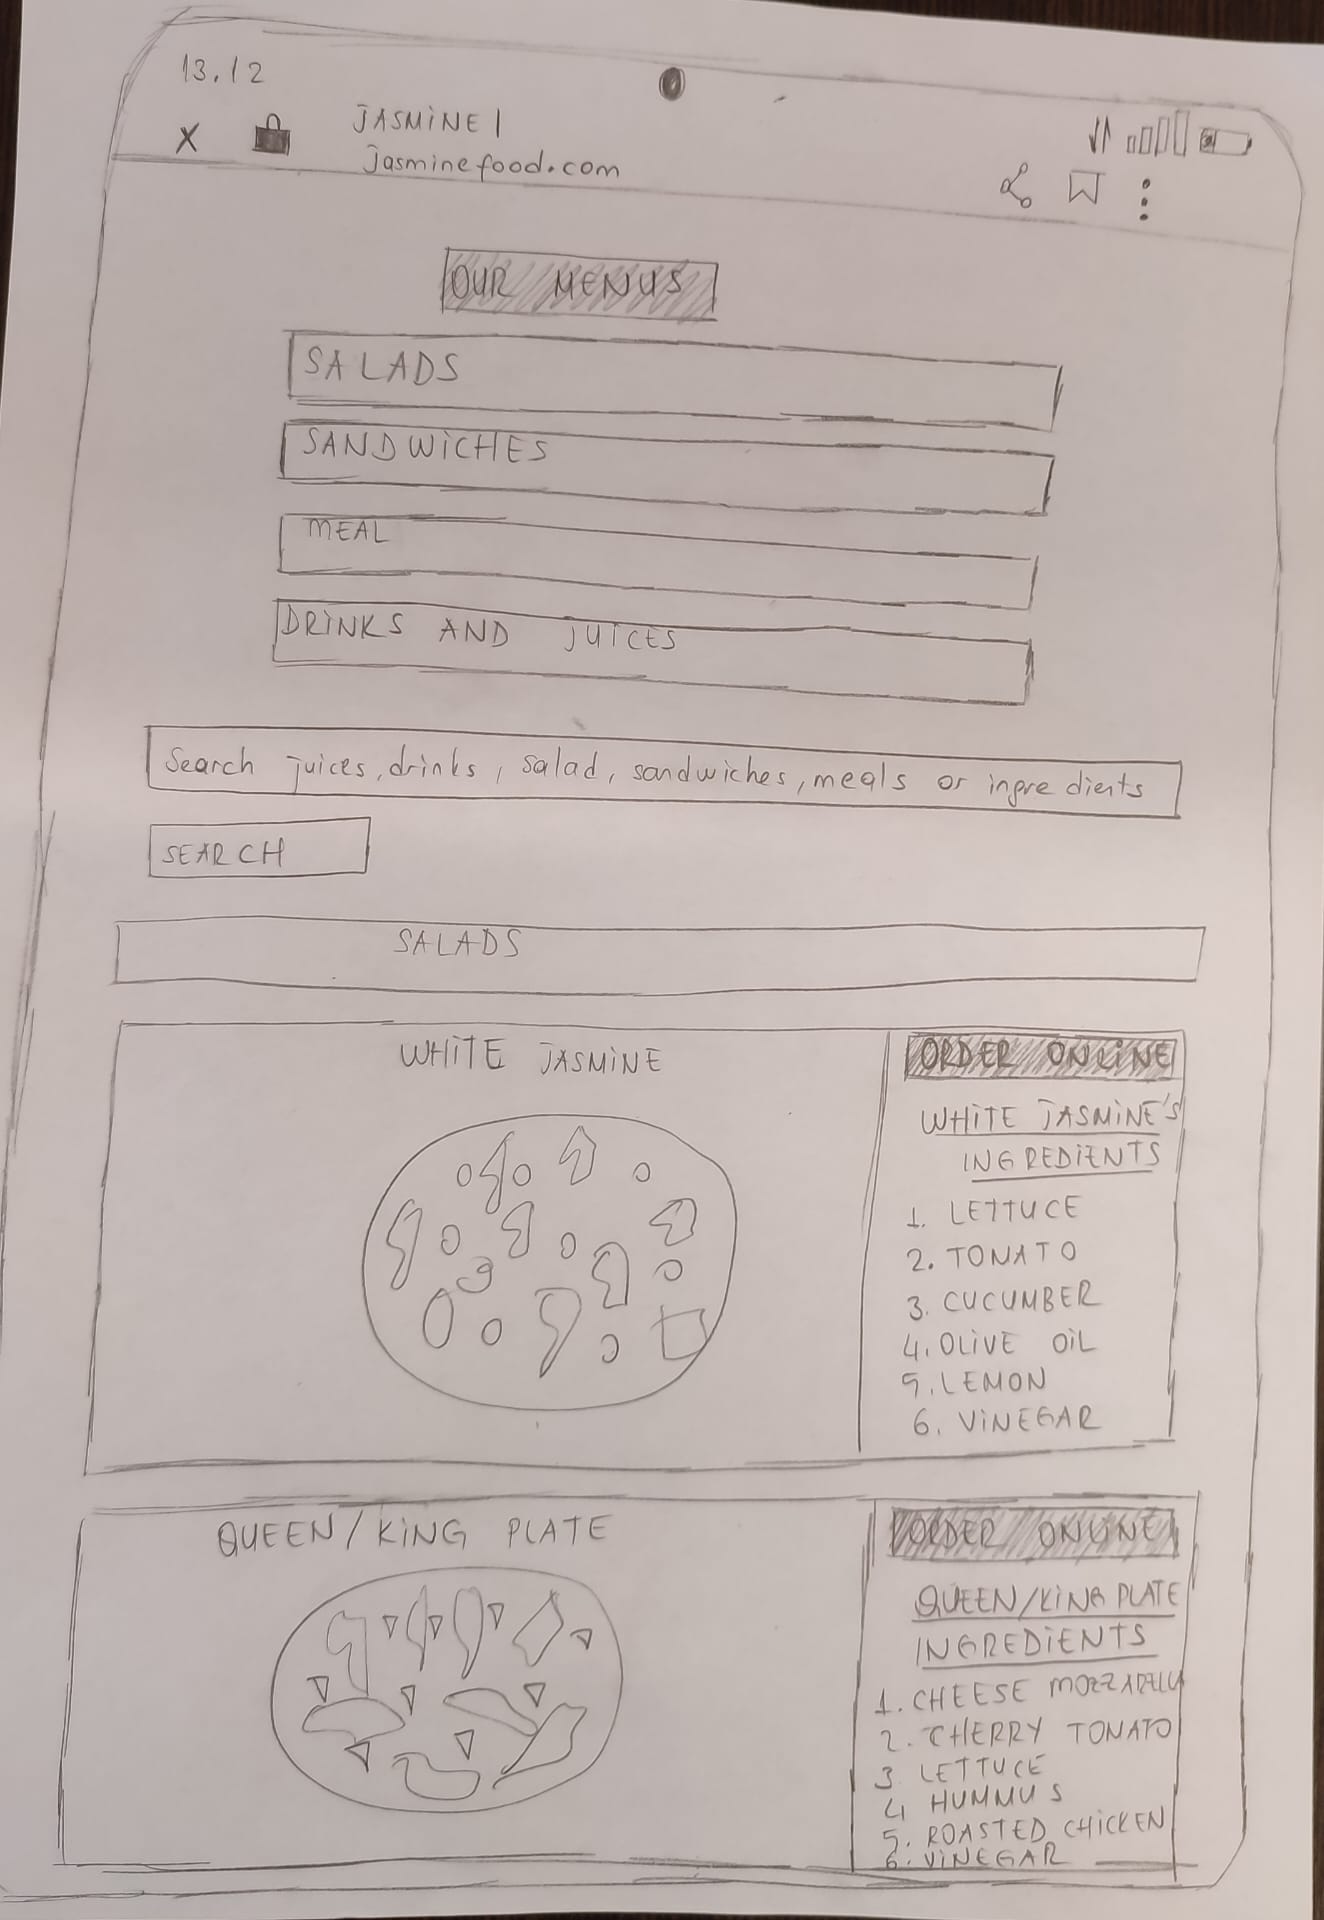 13.12
X
JASMINE |
Jasminefood.com
OUR MENUS
SALADS
SANDWICHES
MEAL
DRINKS AND JUICES
Search juices, drinks, salad, sandwiches, meals or ingredients
SEARCH
SALADS
WHITE JASMINE
ORDER ONLINE
WHITE JASMINE'S
INGREDIENTS
1. LETTUCE
2. TONATO
3. CUCUMBER
4. OLIVE OIL
5. LEMON
6. VINEGAR
QUEEN/KING PLATE
ORDER ONLINE
QUEEN/KING PLATE
INGREDIENTS
1. CHEESE
2. CHERRY TONATO
3 LETTUCE
4 HUMMUS
5. ROASTED CHICKEN
6. VINEGAR